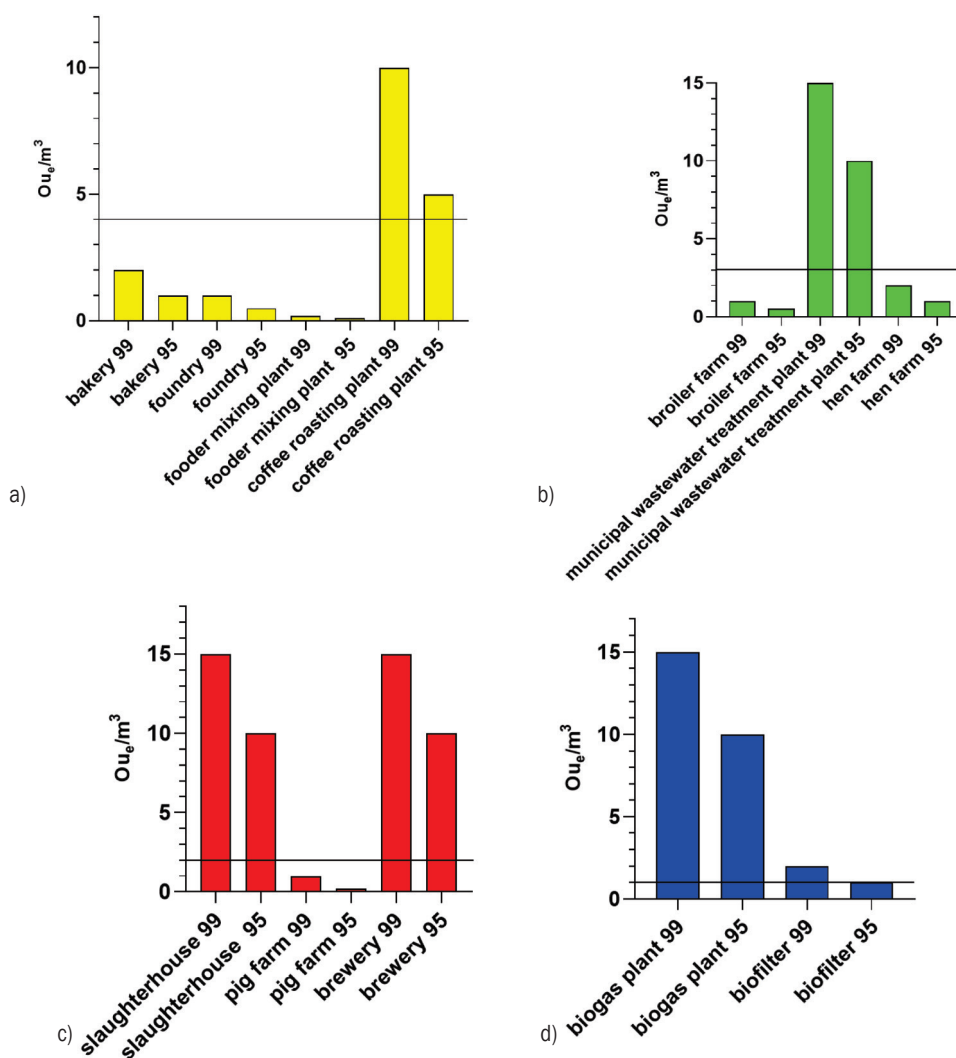 10
5
0
Ouₑ/m³
bakery 99
bakery 95
foundry 99
foundry 95
fooder mixing plant 99
fooder mixing plant 95
coffee roasting plant 99
coffee roasting plant 95
a)
15
10
5
0
Ouₑ/m³
broiler farm 99
broiler farm 95
municipal wastewater treatment plant 99
municipal wastewater treatment plant 95
hen farm 99
hen farm 95
b)
15
10
5
0
Ouₑ/m³
slaughterhouse 99
slaughterhouse 95
pig farm 99
pig farm 95
brewery 99
brewery 95
c)
15
10
5
0
Ouₑ/m³
biogas plant 99
biogas plant 95
biofilter 99
biofilter 95
d)